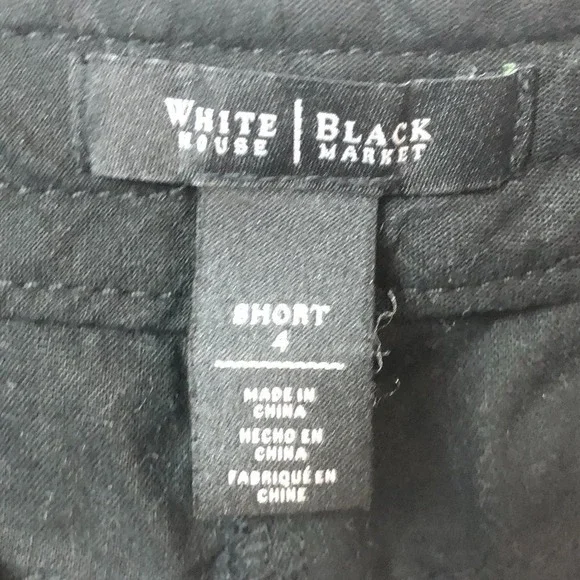 WHITE | BLACK
HOUSE | MARKET
SHORT
4
MADE IN
CHINA
HECHO EN
CHINA
FABRIQUÉ EN
CHINE